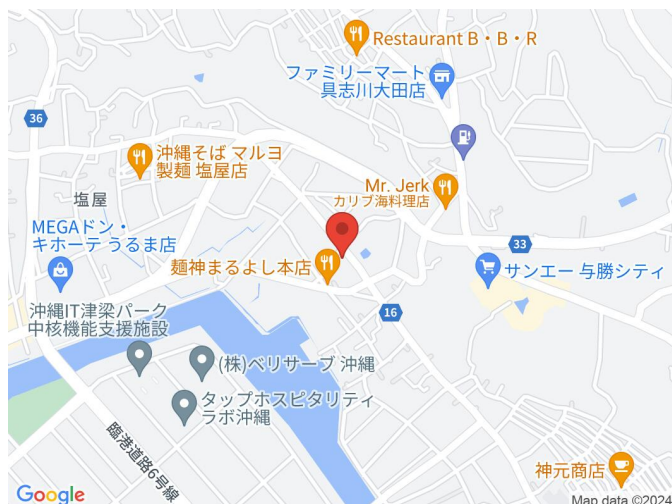 Restaurant B・B・R
ファミリーマート
具志川大田店
36
沖縄そば マルヨ
製麺 塩屋店
Mr. Jerk
カリブ海料理店
塩屋
MEGAドン・
キホーテ うるま店
33
麺神まるよし本店
サンエー 与勝シティ
沖縄IT津梁パーク
中核機能支援施設
16
(株)ベリサーブ 沖縄
タップホスピタリティ
ラボ沖縄
臨港道路6号線
神元商店
Google
Map data ©2024